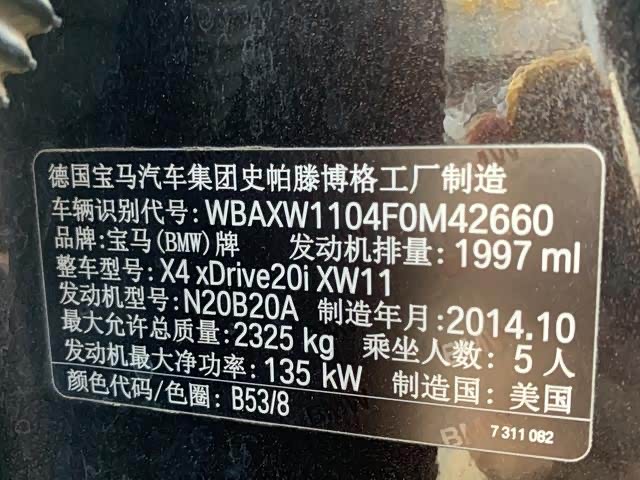 德国宝马汽车集团史帕滕博格工厂制造
车辆识别代号: WBAXW1104F0M42660
品牌:宝马(BMW)牌 发动机排量:1997 ml
整车型号: X4 xDrive20i XW11
发动机型号: N20B20A 制造年月:2014.10
最大允许总质量: 2325 kg 乘坐人数: 5 人
发动机最大净功率: 135 kW 制造国: 美国
颜色代码/色圈: B53/8
7 311 082